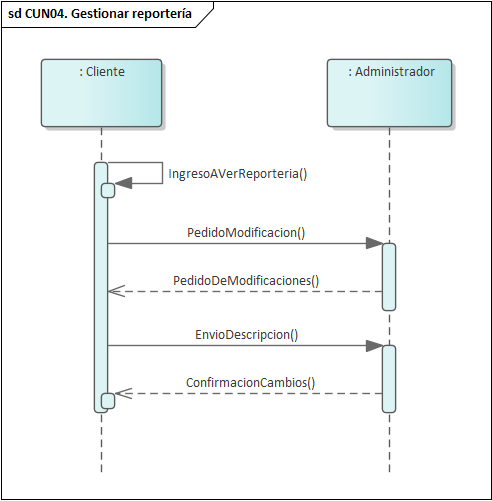 sd CUN04. Gestionar reportería
: Cliente
: Administrador
IngresoAVerReporteria()
PedidoModificacion()
PedidoDeModificaciones()
EnvioDescripcion()
ConfirmacionCambios()